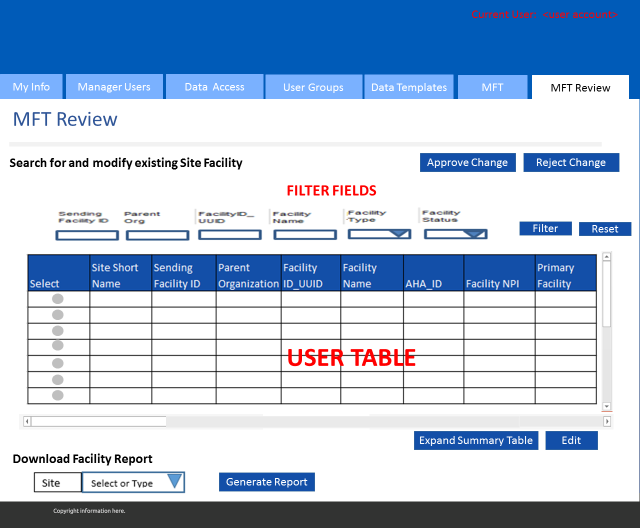 Current User: <user account>
My Info
Manager Users
Data Access
User Groups
Data Templates
MFT
MFT Review
MFT Review
Search for and modify existing Site Facility
Approve Change
Reject Change
FILTER FIELDS
Sending
Facility ID
Parent
Org
FacilityID_
UUID
Facility
Name
Facility
Type
Facility
Status
Filter
Reset
Select
Site Short
Name
Sending
Facility ID
Parent
Organization
Facility
ID_UUID
Facility
Name
AHA_ID
Facility NPI
Primary
Facility
USER TABLE
Expand Summary Table
Edit
Download Facility Report
Site
Select or Type
Generate Report
Copyright information here.